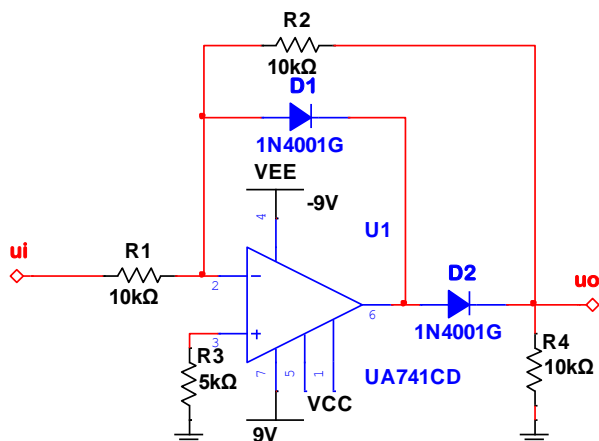 R2
10kΩ
D1
1N4001G
VEE
-9V
4
U1
ui
R1
10kΩ
2
−
D2
uo
6
1N4001G
+
3
R3
5kΩ
7
5
1
VCC
UA741CD
R4
10kΩ
9V